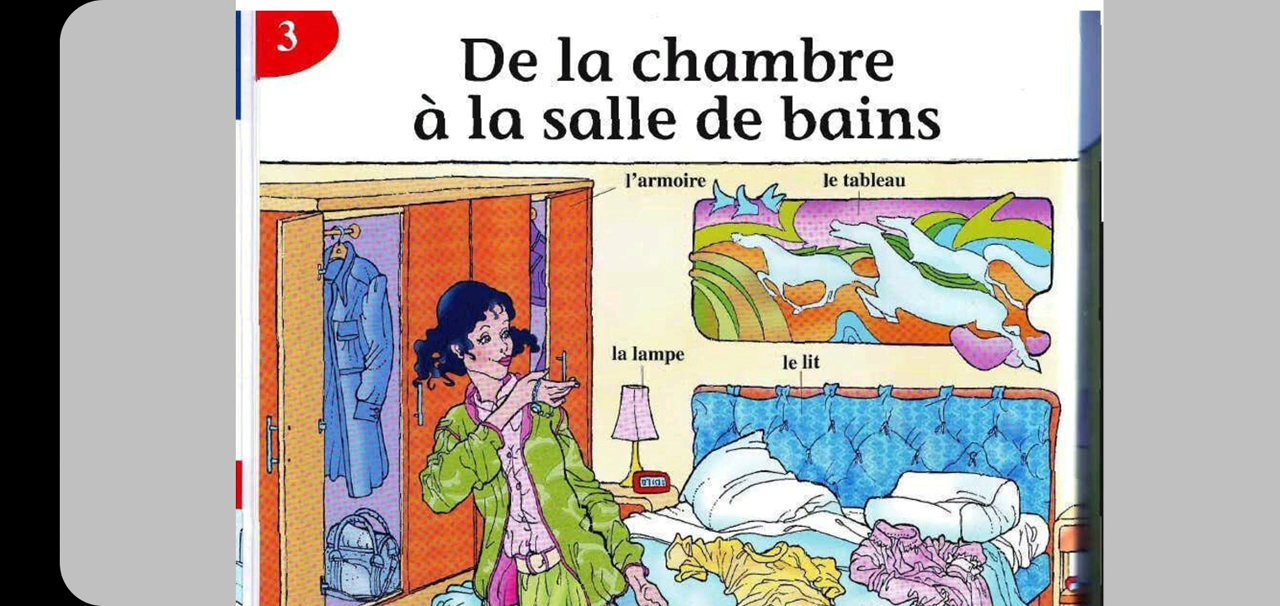 3
De la chambre
à la salle de bains
l'armoire
le tableau
la lampe
le lit